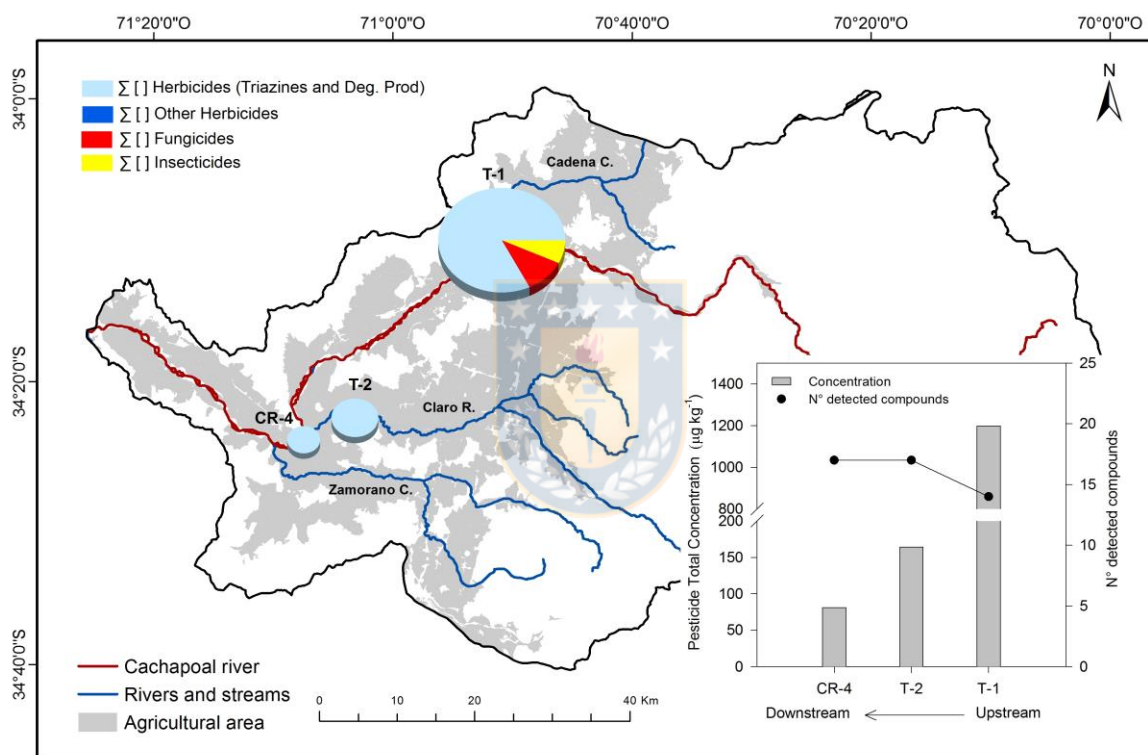 71°20'0"O 71°0'0"O 70°40'0"O 70°20'0"O 70°0'0"O
34°0'0"S
34°20'0"S
34°40'0"S
N
∑ [ ] Herbicides (Triazines and Deg. Prod)
∑ [ ] Other Herbicides
∑ [ ] Fungicides
∑ [ ] Insecticides
Cadena C.
T-1
T-2
CR-4
Claro R.
Zamorano C.
Cachapoal river
Rivers and streams
Agricultural area
0 5 10 20 30 40 Km
Concentration
N° detected compounds
Pesticide Total Concentration (µg kg⁻¹)
1400
1200
1000
800
200
150
100
50
0
25
20
15
10
5
0
N° detected compounds
CR-4 T-2 T-1
Downstream Upstream